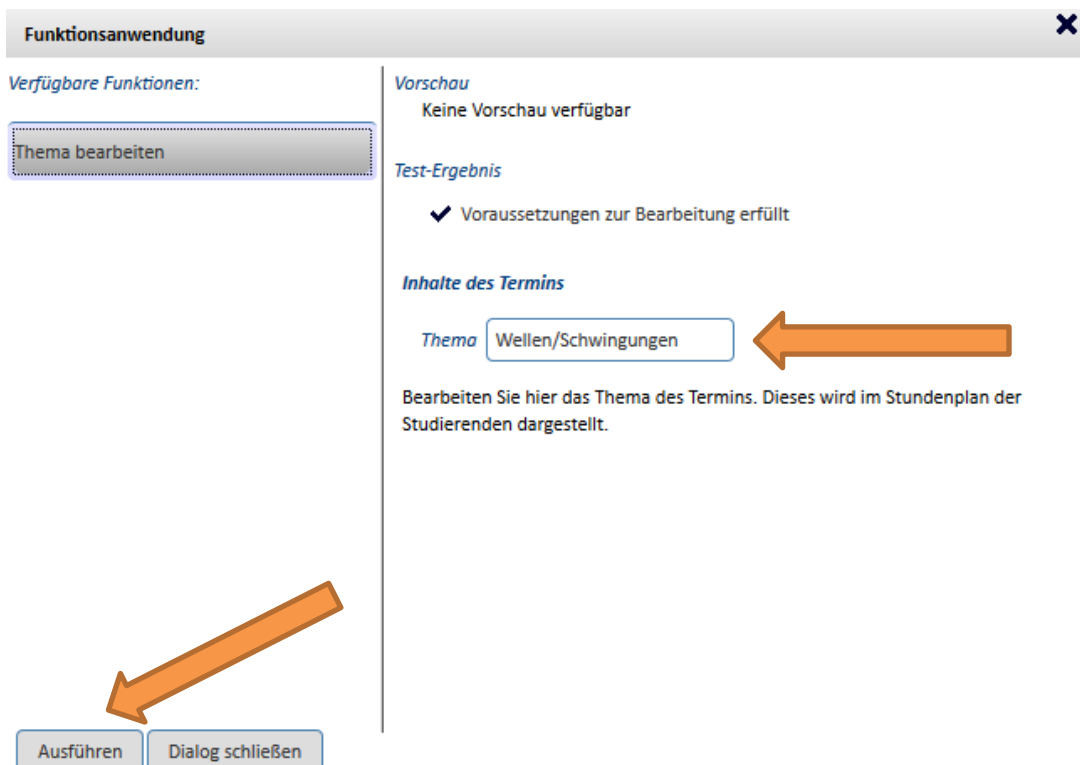 Funktionsanwendung
Verfügbare Funktionen:
Thema bearbeiten
Vorschau
Keine Vorschau verfügbar
Test-Ergebnis
Voraussetzungen zur Bearbeitung erfüllt
Inhalte des Termins
Thema Wellen/Schwingungen
Bearbeiten Sie hier das Thema des Termins. Dieses wird im Stundenplan der
Studierenden dargestellt.
Ausführen Dialog schließen